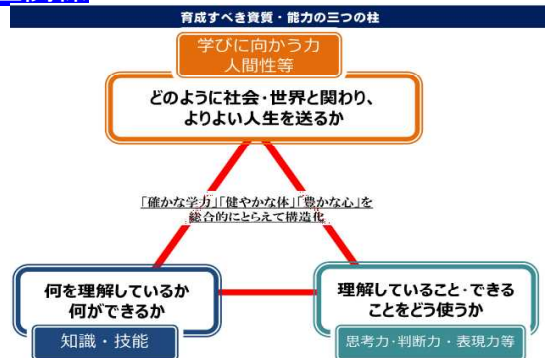 育成すべき資質・能力の三つの柱
学びに向かう力
人間性等
どのように社会・世界と関わり、
よりよい人生を送るか
「確かな学力」「健やかな体」「豊かな心」を
総合的にとらえて構造化
何を理解しているか
何ができるか
知識・技能
理解していること・できる
ことをどう使うか
思考力・判断力・表現力等